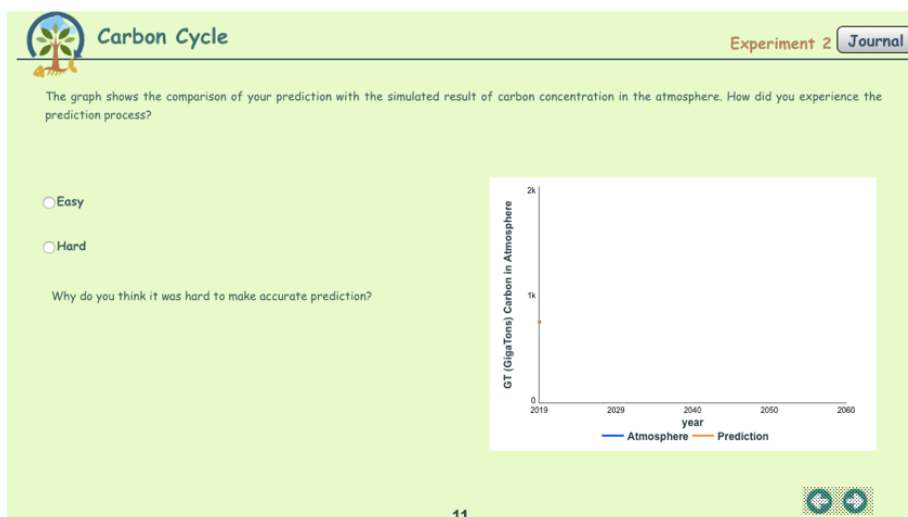 Carbon Cycle
Experiment 2
Journal
The graph shows the comparison of your prediction with the simulated result of carbon concentration in the atmosphere. How did you experience the
prediction process?
Easy
Hard
Why do you think it was hard to make accurate prediction?
GT (GigaTons) Carbon in Atmosphere
2k
1k
0
2019 2029 2040 2050 2060
year
Atmosphere Prediction
11